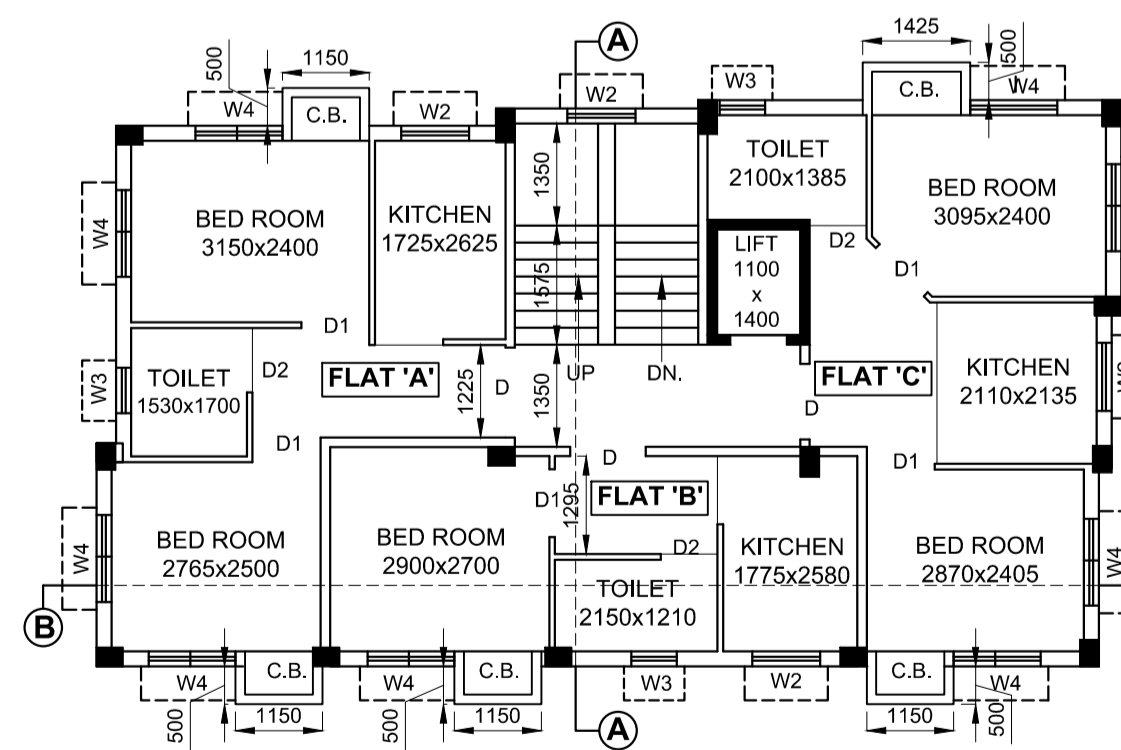 A
1425
500
1150
500
W4
W3
W2
C.B.
W4
W4
C.B.
W2
TOILET
2100x1385
1350
BED ROOM
3095x2400
BED ROOM
3150x2400
KITCHEN
1725x2625
W4
D2
LIFT
1100
x
1400
1575
D1
D1
D2
TOILET
1530x1700
W3
FLAT 'A'
1225
D
1350
UP
DN.
FLAT 'C'
KITCHEN
2110x2135
D
D1
D
D1
D1
1295
FLAT 'B'
BED ROOM
2765x2500
BED ROOM
2900x2700
D2
KITCHEN
1775x2580
BED ROOM
2870x2405
W4
W4
TOILET
2150x1210
B
W4
C.B.
W4
C.B.
W3
W2
C.B.
W4
500
1150
500
1150
A
1150
500